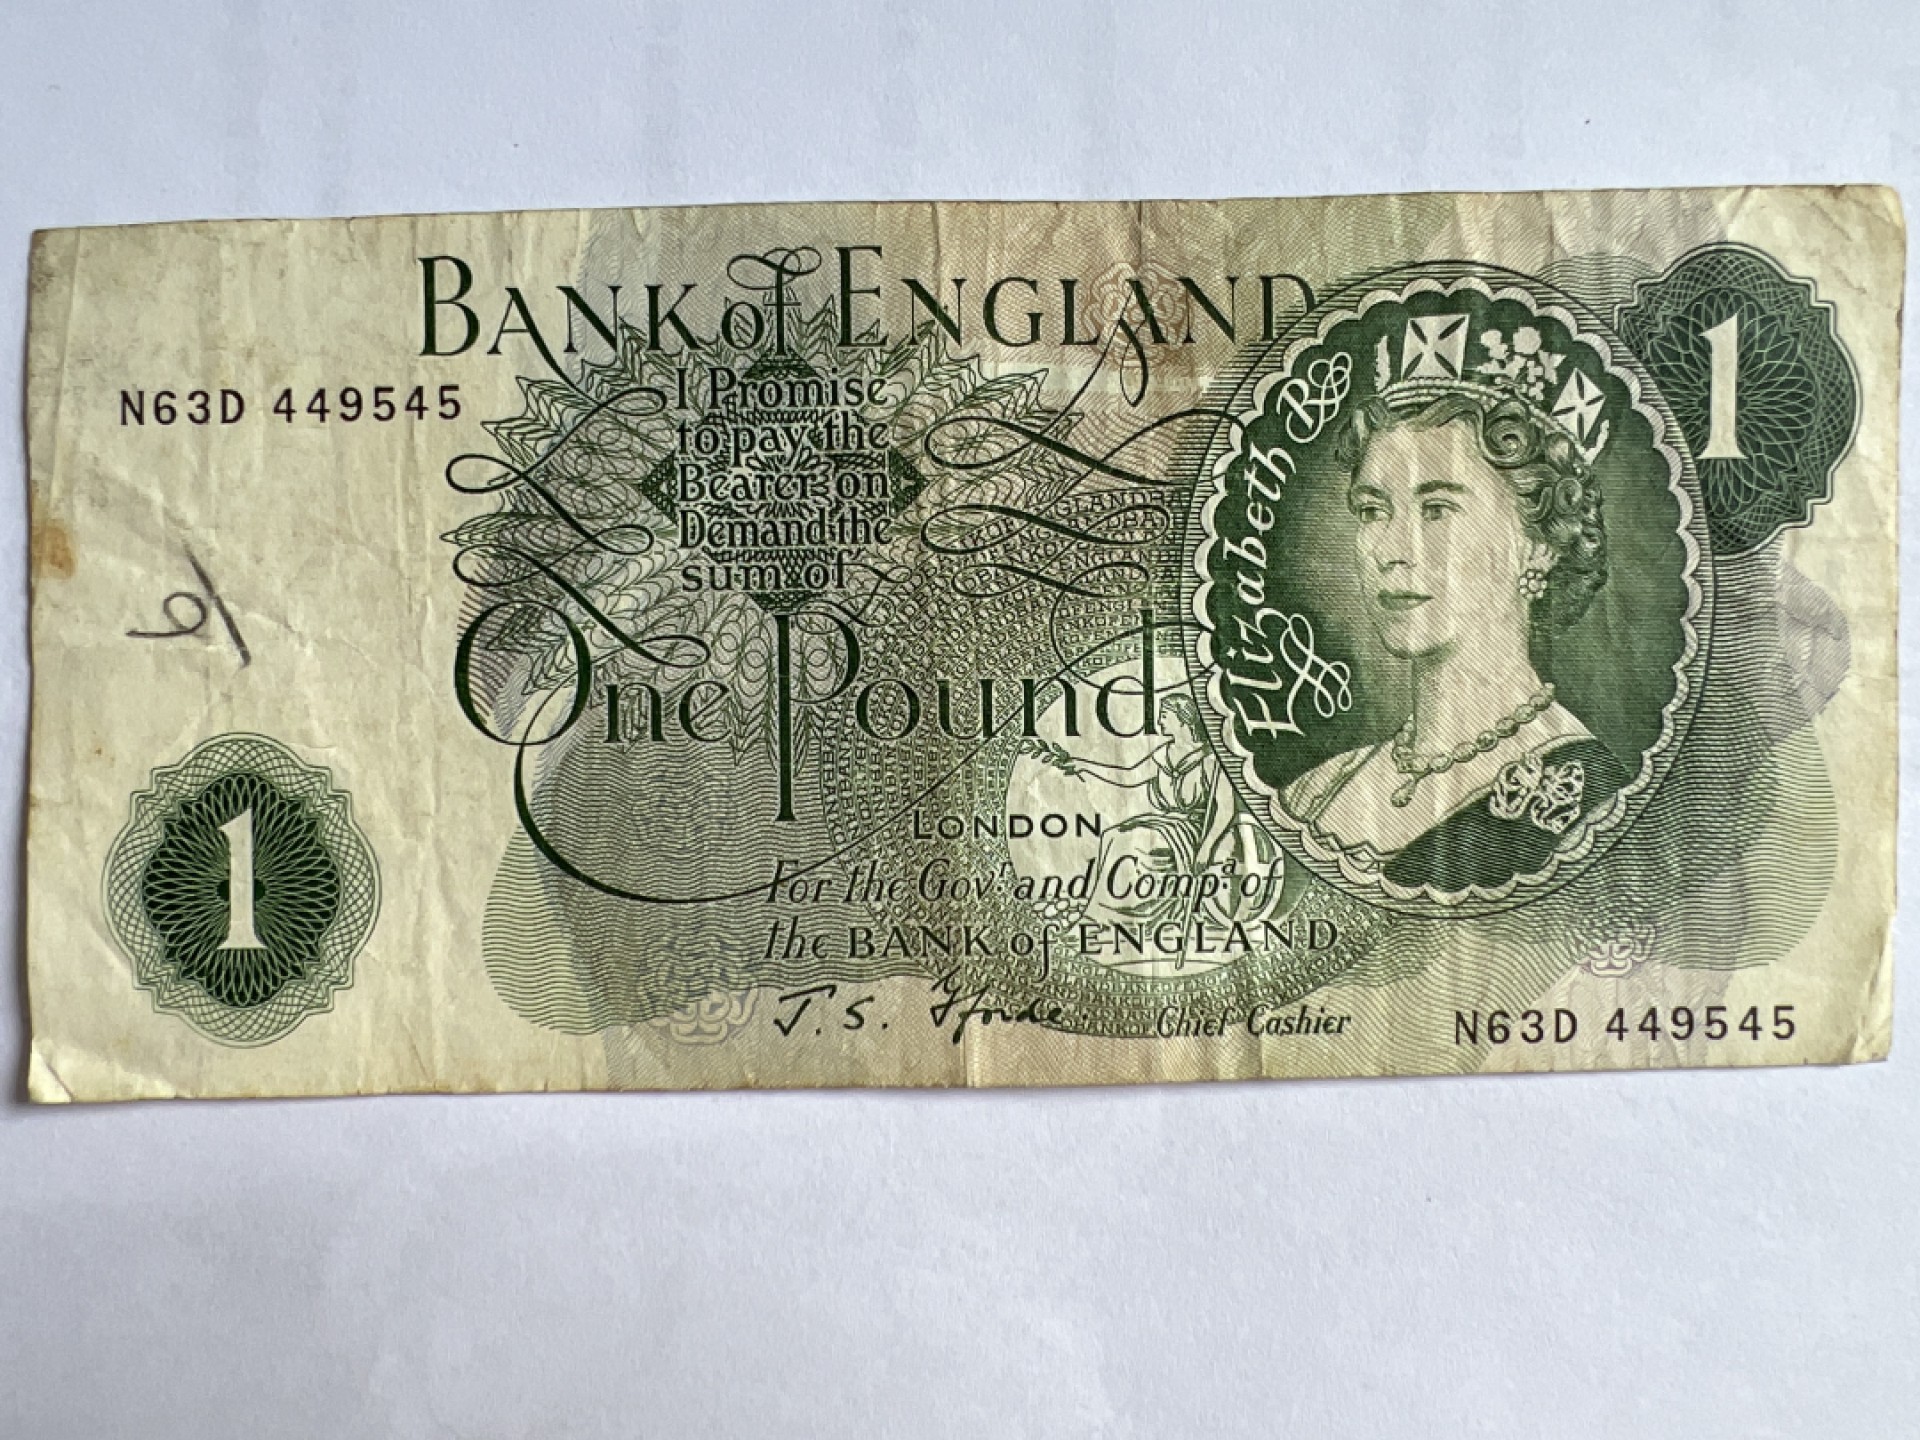 BANK of ENGLAND
N63D 449545
1
I Promise
to pay the
Bearer on
Demand the
sum of
One Pound
Elizabeth R
1
LONDON
For the Govr. and Compa. of
the BANK of ENGLAND
J. S. Fforde. Chief Cashier
N63D 449545